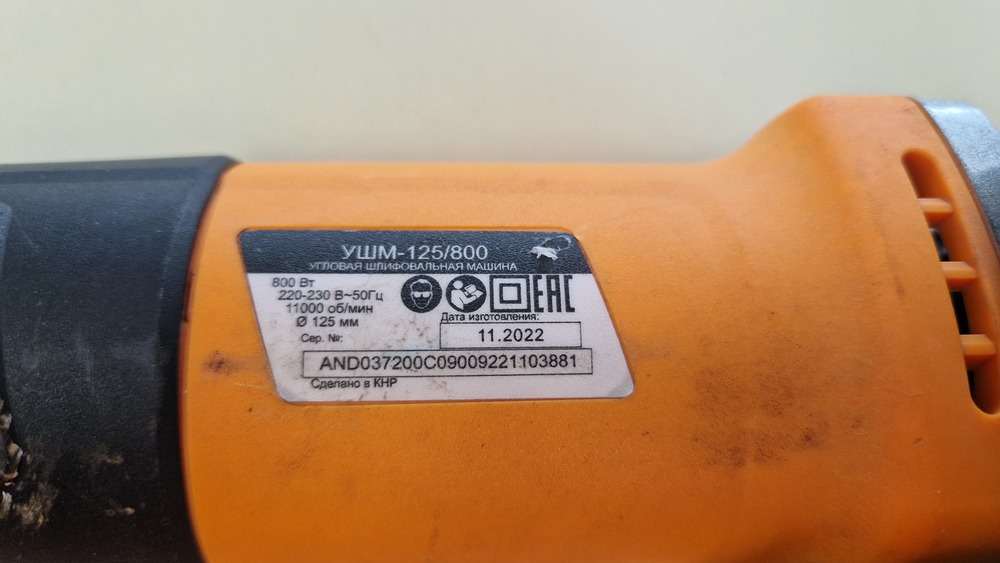 УШМ-125/800
УГЛОВАЯ ШЛИФОВАЛЬНАЯ МАШИНА
800 Вт
220-230 В~50Гц
11000 об/мин
Ø 125 мм
EAC
Дата изготовления:
Сер. №:
11.2022
AND037200C09009221103881
Сделано в КНР